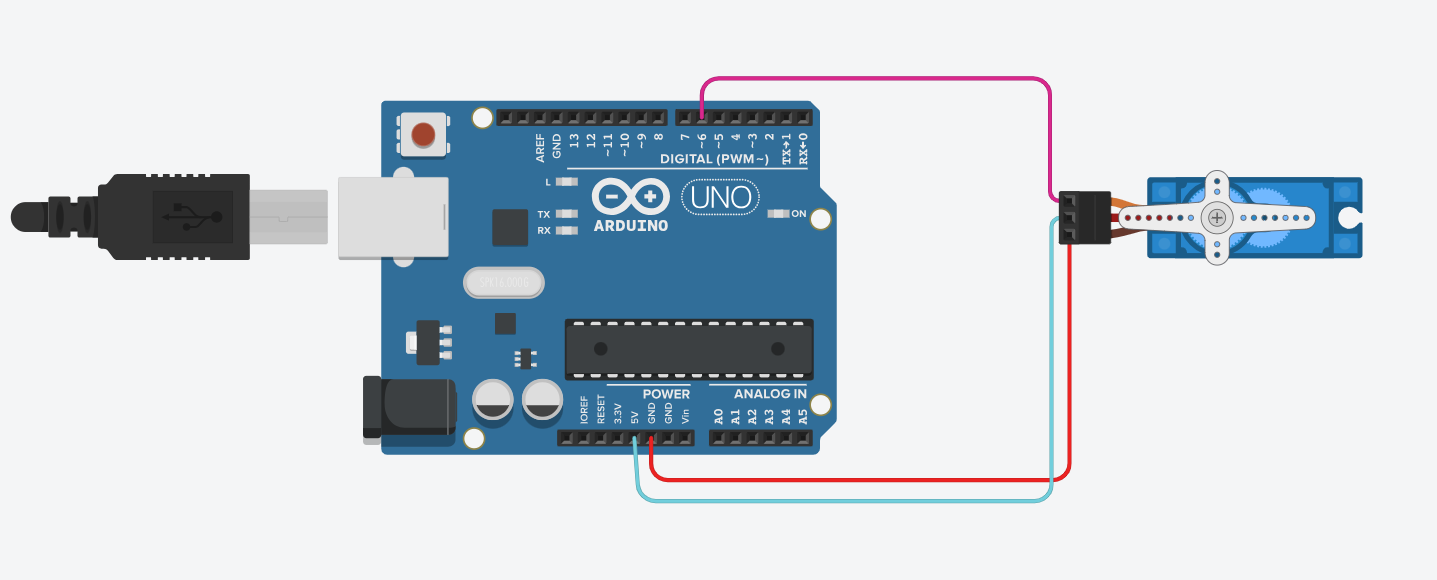 AREF
GND
13
12
~11
~10
~9
8
7
~6
~5
4
~3
2
TX→1
RX←0
DIGITAL (PWM~)
L
TX
RX
UNO
ON
ARDUINO
SPK16.000G
POWER
ANALOG IN
IOREF
RESET
3.3V
5V
GND
GND
Vin
A0
A1
A2
A3
A4
A5